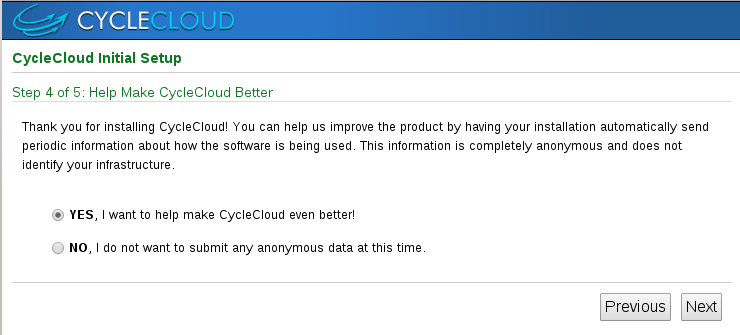 CYCLECLOUD
CycleCloud Initial Setup
Step 4 of 5: Help Make CycleCloud Better
Thank you for installing CycleCloud! You can help us improve the product by having your installation automatically send
periodic information about how the software is being used. This information is completely anonymous and does not
identify your infrastructure.
YES, I want to help make CycleCloud even better!
NO, I do not want to submit any anonymous data at this time.
Previous Next